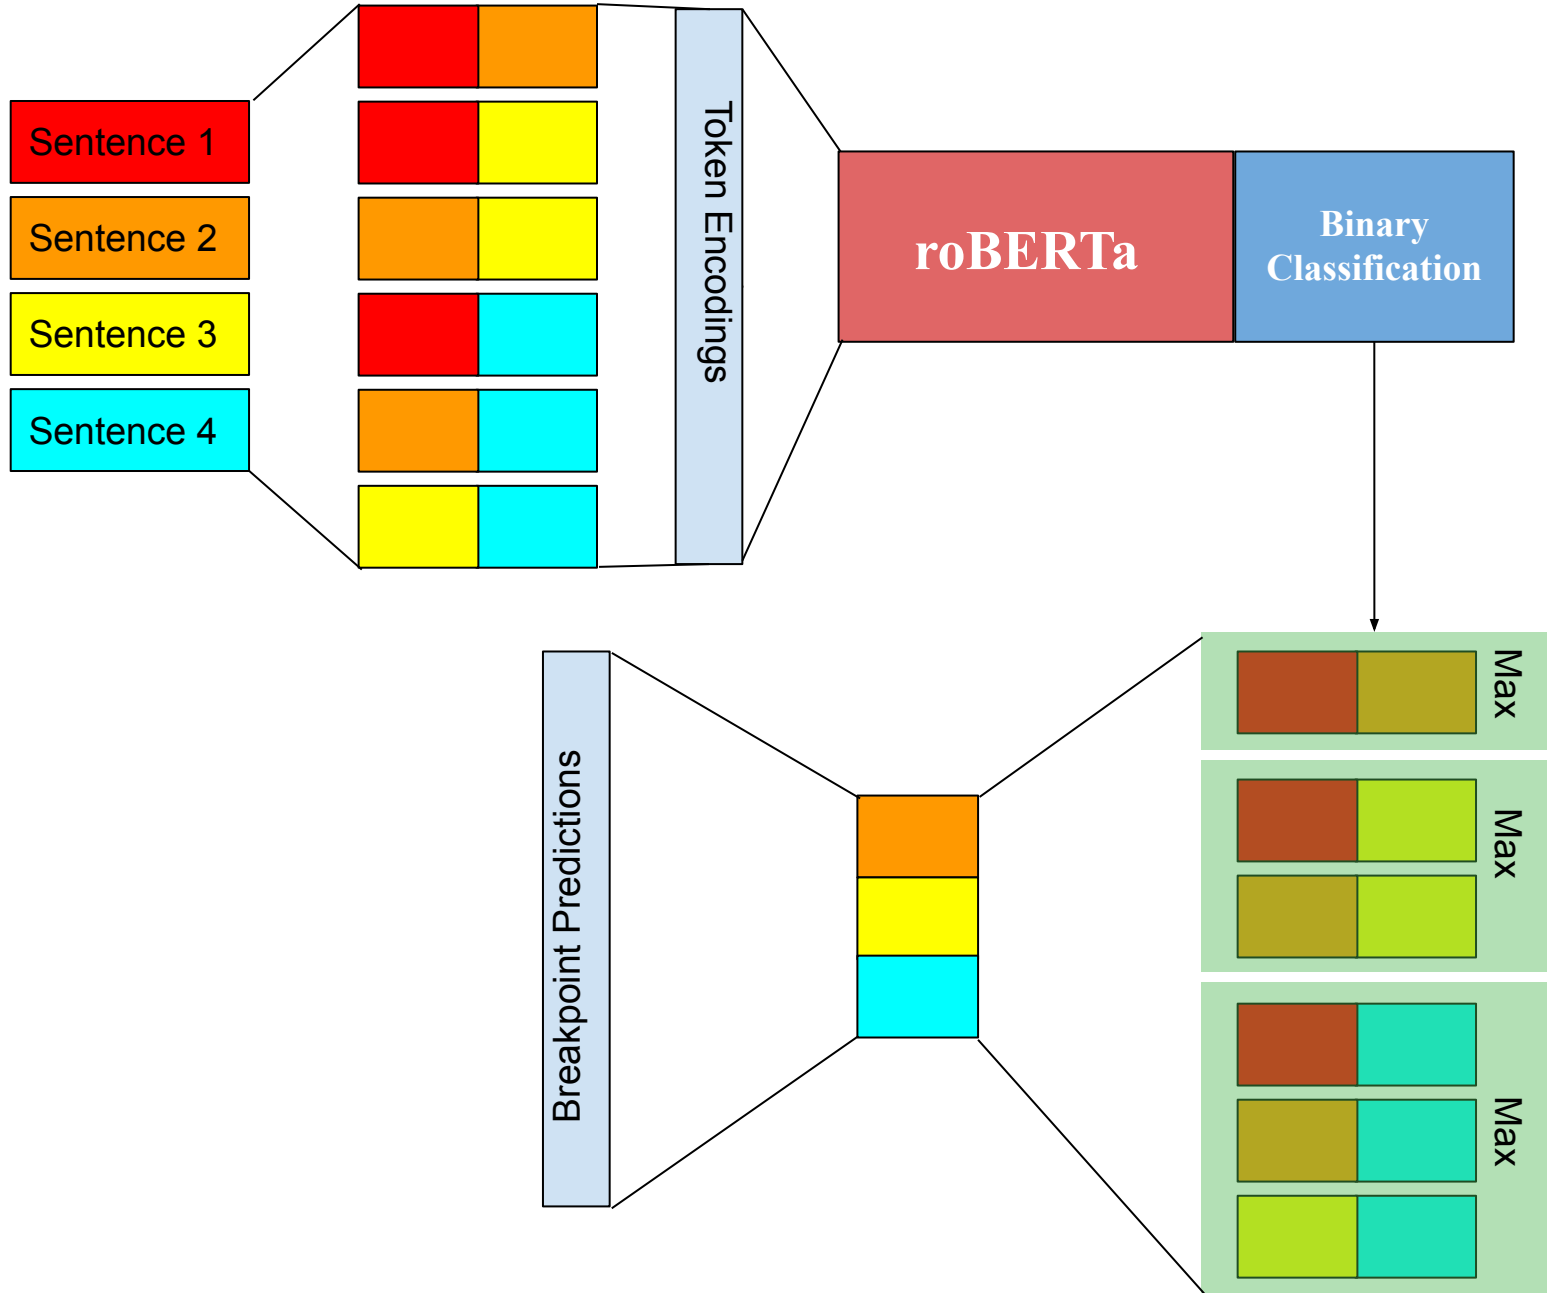 Sentence 1
Sentence 2
Sentence 3
Sentence 4
Token Encodings
roBERTa
Binary
Classification
Max
Max
Max
Breakpoint Predictions